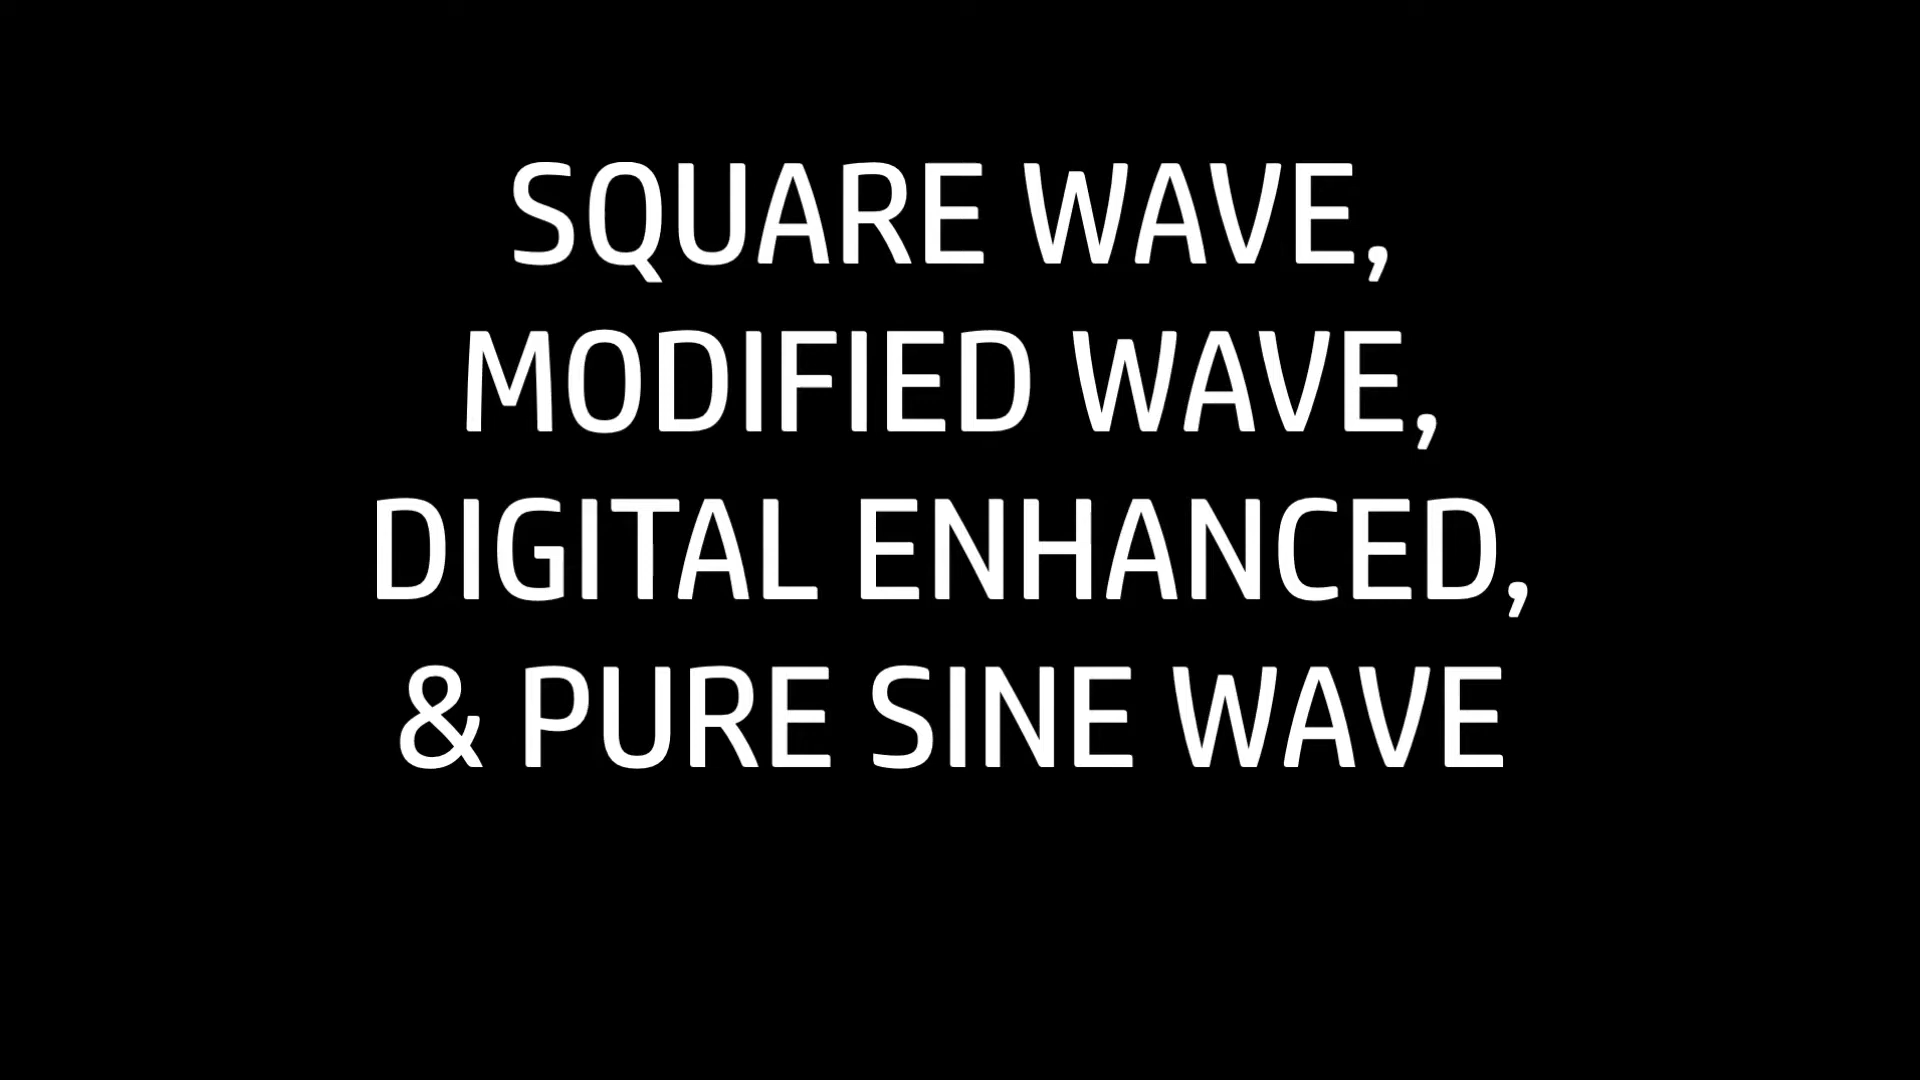 SQUARE WAVE,
MODIFIED WAVE,
DIGITAL ENHANCED,
& PURE SINE WAVE